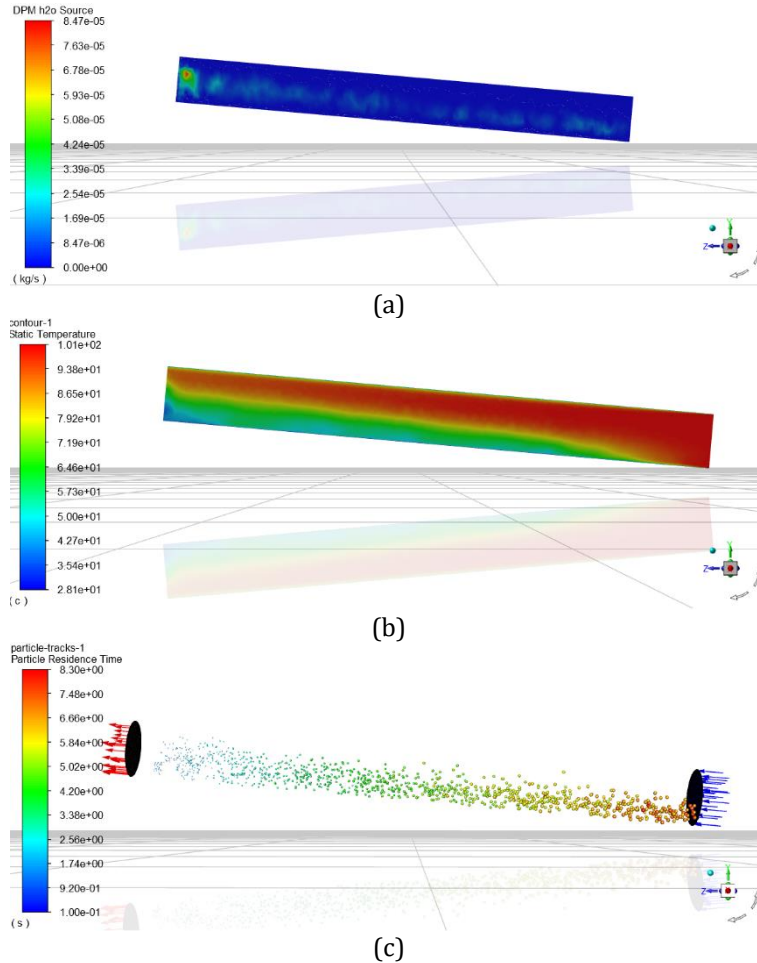 DPM h2o Source
8.47e-05
7.63e-05
6.78e-05
5.93e-05
5.08e-05
4.24e-05
3.39e-05
2.54e-05
1.69e-05
8.47e-06
0.00e+00
( kg/s )
Y
Z
(a)
contour-1
Static Temperature
1.01e+02
9.38e+01
8.65e+01
7.92e+01
7.19e+01
6.46e+01
5.73e+01
5.00e+01
4.27e+01
3.54e+01
2.81e+01
( c )
Y
Z
(b)
particle-tracks-1
Particle Residence Time
8.30e+00
7.48e+00
6.66e+00
5.84e+00
5.02e+00
4.20e+00
3.38e+00
2.56e+00
1.74e+00
9.20e-01
1.00e-01
( s )
Y
Z
(c)